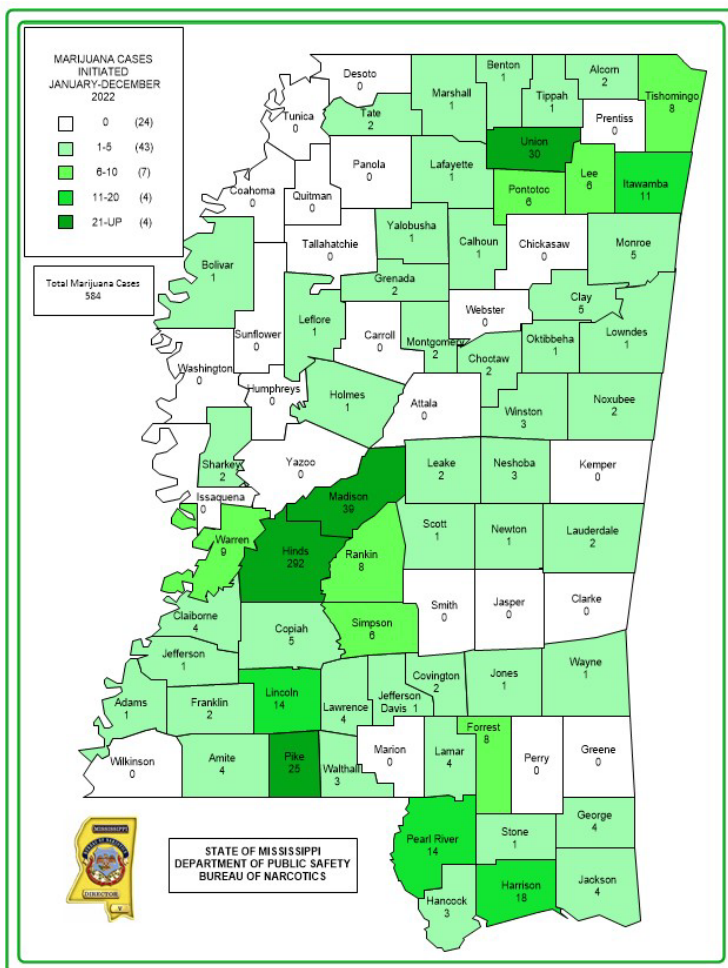 MARIJUANA CASES
INITIATED
JANUARY-DECEMBER
2022
0 (24)
1-5 (43)
6-10 (7)
11-20 (4)
21-UP (4)
Total Marijuana Cases
584
Desoto
0
Tunica
0
Tate
2
Marshall
1
Benton
1
Tippah
1
Alcorn
2
Tishomingo
8
Prentiss
0
Union
30
Panola
0
Lafayette
1
Pontotoc
6
Lee
6
Itawamba
11
Coahoma
0
Quitman
0
Tallahatchie
0
Yalobusha
1
Calhoun
1
Chickasaw
0
Monroe
5
Bolivar
1
Grenada
2
Clay
5
Webster
0
Sunflower
0
Leflore
1
Carroll
0
Montgomery
2
Choctaw
2
Oktibbeha
1
Lowndes
1
Washington
0
Humphreys
0
Holmes
1
Attala
0
Winston
3
Noxubee
2
Sharkey
2
Issaquena
0
Yazoo
0
Madison
39
Leake
2
Neshoba
3
Kemper
0
Warren
9
Hinds
292
Rankin
8
Scott
1
Newton
1
Lauderdale
2
Claiborne
4
Copiah
5
Simpson
6
Smith
0
Jasper
0
Clarke
0
Jefferson
1
Adams
1
Franklin
2
Lincoln
14
Lawrence
4
Jefferson
Davis 1
Covington
2
Jones
1
Wayne
1
Wilkinson
0
Amite
4
Pike
25
Walthall
3
Marion
0
Lamar
4
Forrest
8
Perry
0
Greene
0
Pearl River
14
Stone
1
George
4
Hancock
3
Harrison
18
Jackson
4
MISSISSIPPI
BUREAU OF NARCOTICS
DIRECTOR
V
STATE OF MISSISSIPPI
DEPARTMENT OF PUBLIC SAFETY
BUREAU OF NARCOTICS